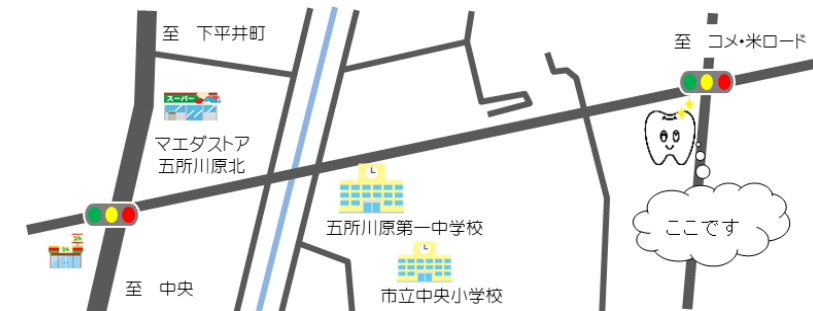 至 下平井町
至 コメ・米ロード
スーパー
マエダストア
五所川原北
五所川原第一中学校
ここです
24
24
至 中央
市立中央小学校